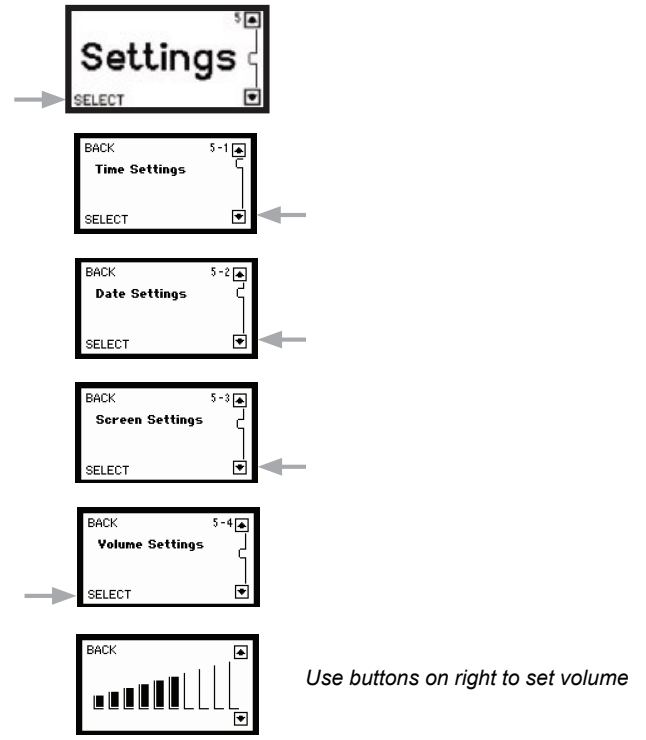 5
Settings
SELECT
BACK 5-1
Time Settings
SELECT
BACK 5-2
Date Settings
SELECT
BACK 5-3
Screen Settings
SELECT
BACK 5-4
Volume Settings
SELECT
BACK
Use buttons on right to set volume